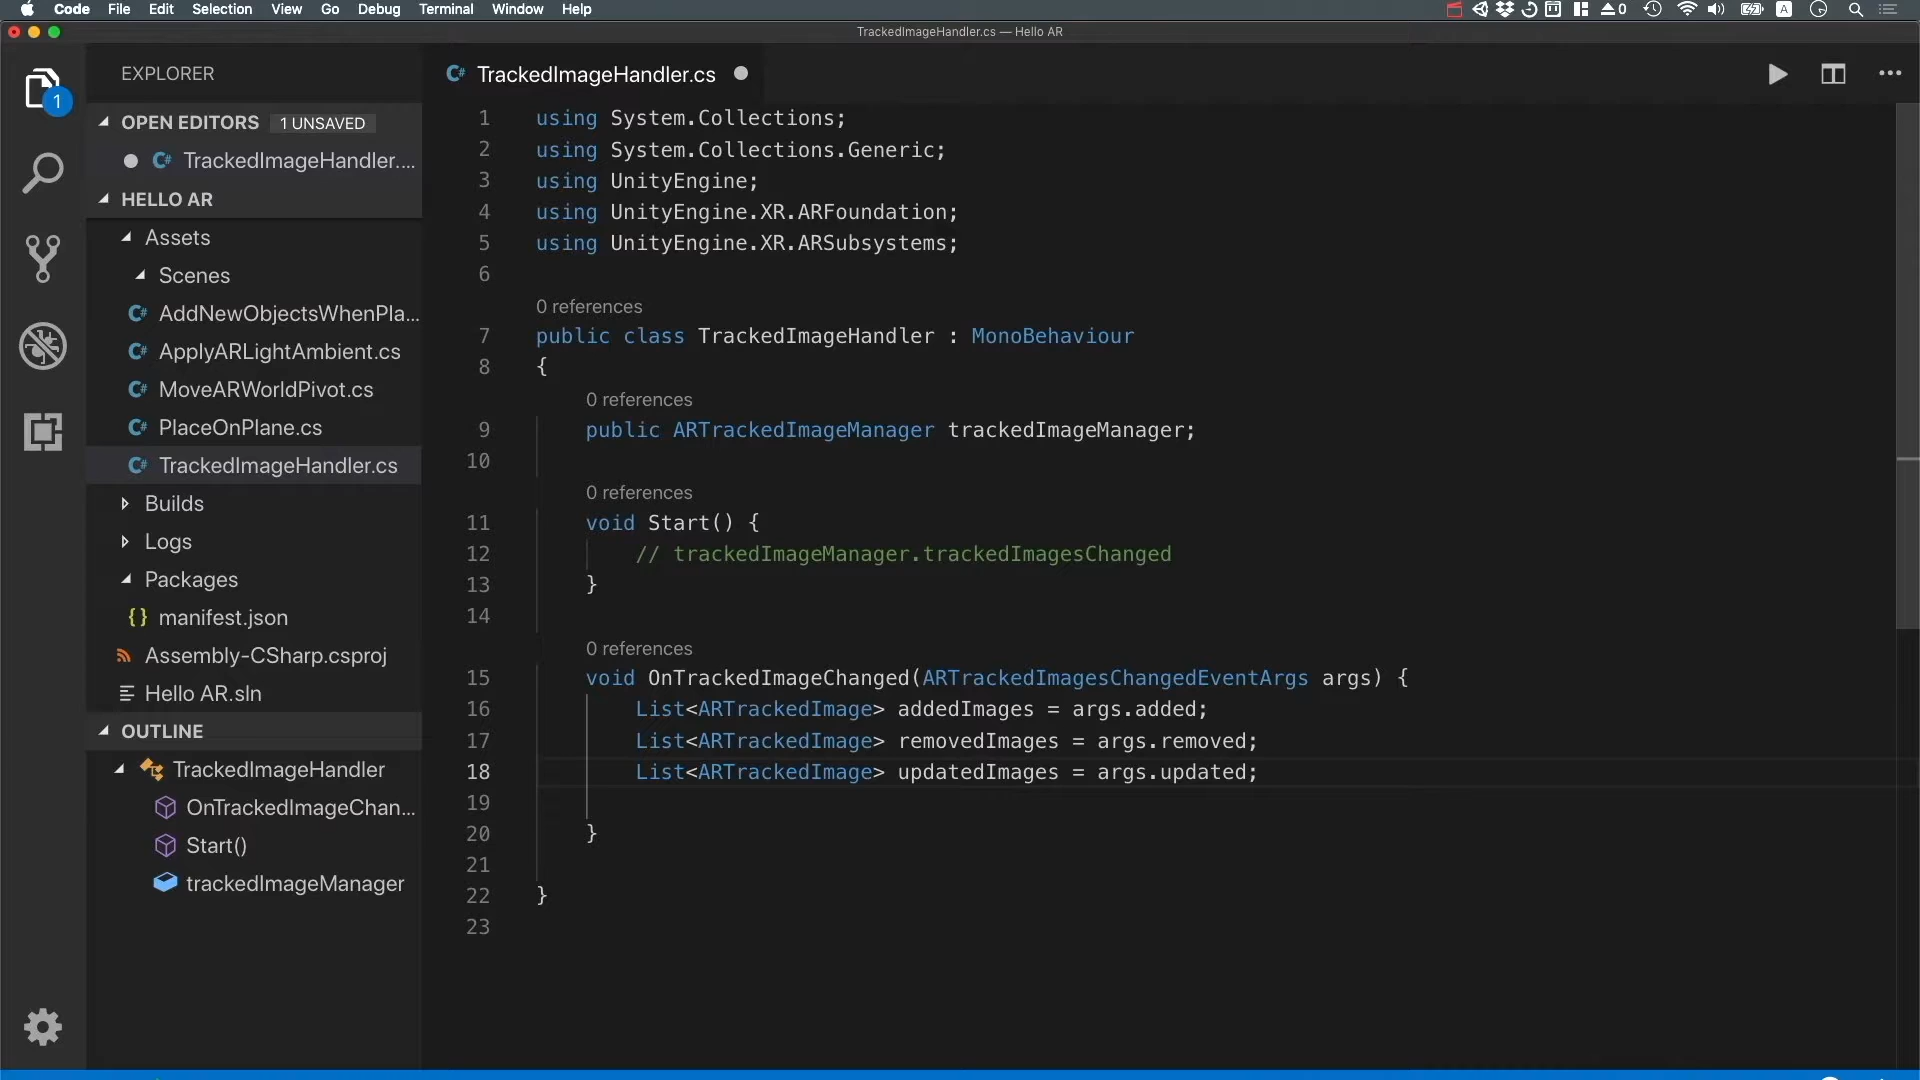 Code File Edit Selection View Go Debug Terminal Window Help
0
A
TrackedImageHandler.cs — Hello AR
1
EXPLORER
OPEN EDITORS 1 UNSAVED
TrackedImageHandler....
HELLO AR
Assets
Scenes
AddNewObjectsWhenPla...
ApplyARLightAmbient.cs
MoveARWorldPivot.cs
PlaceOnPlane.cs
TrackedImageHandler.cs
Builds
Logs
Packages
{} manifest.json
Assembly-CSharp.csproj
Hello AR.sln
OUTLINE
TrackedImageHandler
OnTrackedImageChan...
Start()
trackedImageManager
C# TrackedImageHandler.cs
1 using System.Collections;
2 using System.Collections.Generic;
3 using UnityEngine;
4 using UnityEngine.XR.ARFoundation;
5 using UnityEngine.XR.ARSubsystems;
6
0 references
7 public class TrackedImageHandler : MonoBehaviour
8 {
0 references
9 public ARTrackedImageManager trackedImageManager;
10
0 references
11 void Start() {
12 // trackedImageManager.trackedImagesChanged
13 }
14
0 references
15 void OnTrackedImageChanged(ARTrackedImagesChangedEventArgs args) {
16 List<ARTrackedImage> addedImages = args.added;
17 List<ARTrackedImage> removedImages = args.removed;
18 List<ARTrackedImage> updatedImages = args.updated;
19
20 }
21
22 }
23